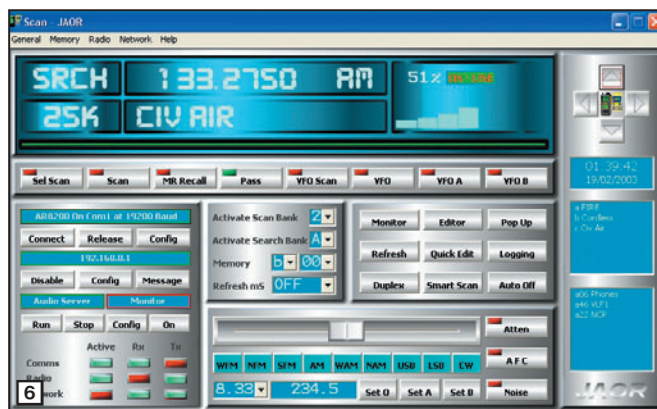 Scan - JAOR
General Memory Radio Network Help
SRCH 133.2750 AM 51%
25K CIV AIR
Sel Scan Scan MR Recall Pass VFO Scan VFO VFO A VFO B
01:39:42
19/02/2003
AR8200 On Com1 at 19200 Baud
Connect Release Config
192.168.0.1
Disable Config Message
Audio Server Monitor
Run Stop Config On
Active Rx Tx
Comms
Radio
Network
Activate Scan Bank 2
Activate Search Bank A
Memory b 00
Refresh mS OFF
Monitor Editor Pop Up
Refresh Quick Edit Logging
Duplex Smart Scan Auto Off
a FIRE
b Cordless
c Civ Air
a06 Phones
a46 VLF1
a22 NCP
Atten
WFM NFM SFM AM WAM NAM USB LSB CW
AFC
8.33 234.5 Set O Set A Set B Noise
JAOR
6